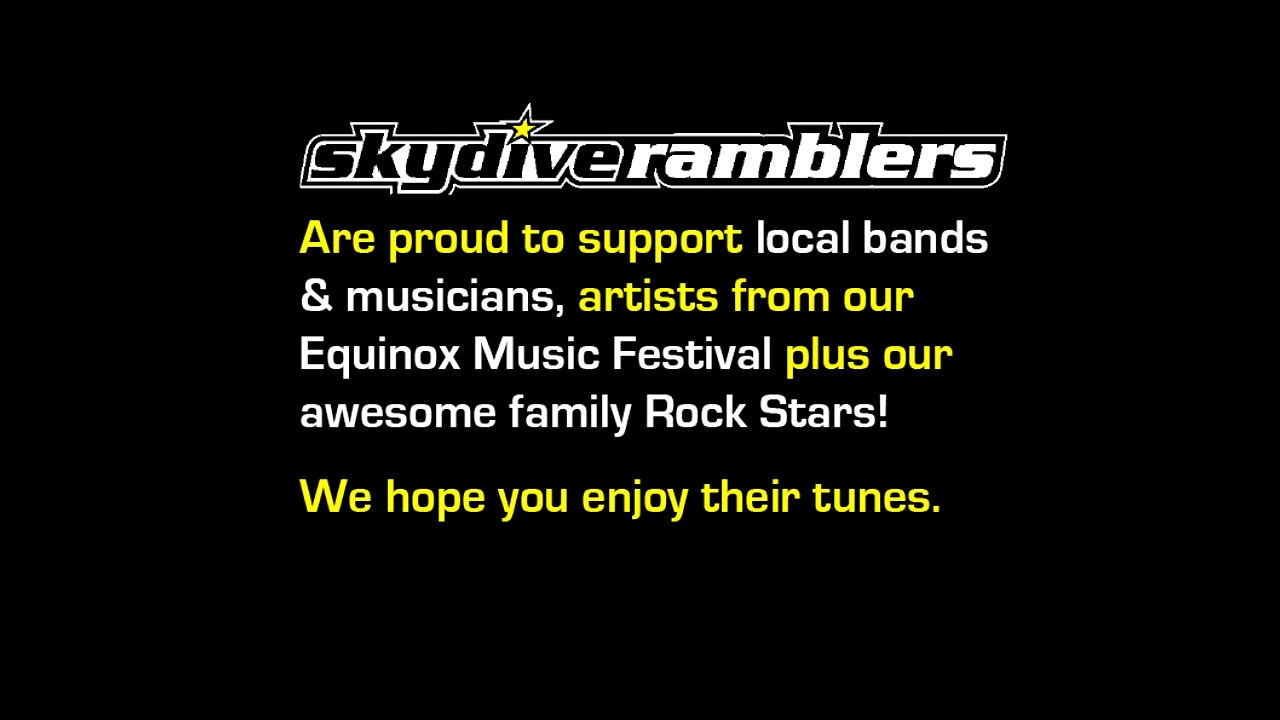 skydiveramblers
Are proud to support local bands
& musicians, artists from our
Equinox Music Festival plus our
awesome family Rock Stars!
We hope you enjoy their tunes.